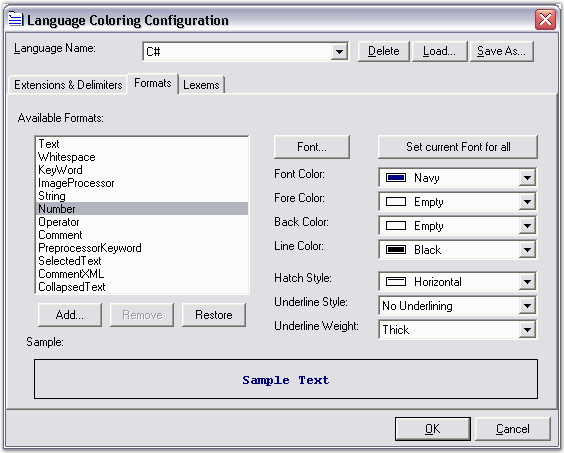 Language Coloring Configuration
Language Name: C# Delete Load... Save As...
Extensions & Delimiters Formats Lexems
Available Formats:
Text
Whitespace
KeyWord
ImageProcessor
String
Number
Operator
Comment
PreprocessorKeyword
SelectedText
CommentXML
CollapsedText
Add... Remove Restore
Font... Set current Font for all
Font Color: Navy
Fore Color: Empty
Back Color: Empty
Line Color: Black
Hatch Style: Horizontal
Underline Style: No Underlining
Underline Weight: Thick
Sample:
Sample Text
OK Cancel